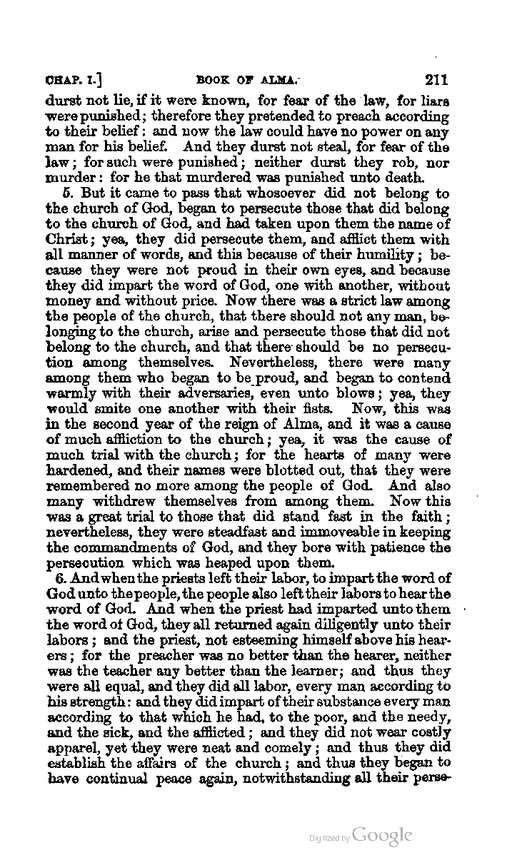 CHAP. I.] BOOK OF ALMA. 211
durst not lie, if it were known, for fear of the law, for liars
were punished; therefore they pretended to preach according
to their belief: and now the law could have no power on any
man for his belief. And they durst not steal, for fear of the
law; for such were punished; neither durst they rob, nor
murder: for he that murdered was punished unto death.
5. But it came to pass that whosoever did not belong to
the church of God, began to persecute those that did belong
to the church of God, and had taken upon them the name of
Christ; yea, they did persecute them, and afflict them with
all manner of words, and this because of their humility; be-
cause they were not proud in their own eyes, and because
they did impart the word of God, one with another, without
money and without price. Now there was a strict law among
the people of the church, that there should not any man, be-
longing to the church, arise and persecute those that did not
belong to the church, and that there should be no persecu-
tion among themselves. Nevertheless, there were many
among them who began to be proud, and began to contend
warmly with their adversaries, even unto blows; yea, they
would smite one another with their fists. Now, this was
in the second year of the reign of Alma, and it was a cause
of much affliction to the church; yea, it was the cause of
much trial with the church; for the hearts of many were
hardened, and their names were blotted out, that they were
remembered no more among the people of God. And also
many withdrew themselves from among them. Now this
was a great trial to those that did stand fast in the faith;
nevertheless, they were steadfast and immoveable in keeping
the commandments of God, and they bore with patience the
persecution which was heaped upon them.
6. And when the priests left their labor, to impart the word of
God unto the people, the people also left their labors to hear the
word of God. And when the priest had imparted unto them
the word of God, they all returned again diligently unto their
labors; and the priest, not esteeming himself above his hear-
ers; for the preacher was no better than the hearer, neither
was the teacher any better than the learner; and thus they
were all equal, and they did all labor, every man according to
his strength: and they did impart of their substance every man
according to that which he had, to the poor, and the needy,
and the sick, and the afflicted; and they did not wear costly
apparel, yet they were neat and comely; and thus they did
establish the affairs of the church; and thus they began to
have continual peace again, notwithstanding all their perse-
Digitized by Google